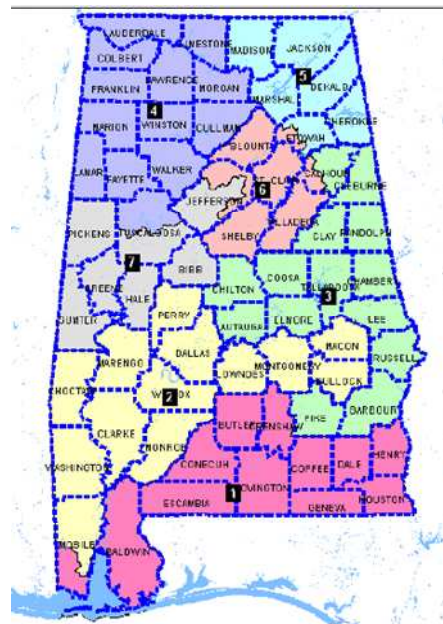 LAUDERDALE
LIMESTONE
MADISON
JACKSON
COLBERT
LAWRENCE
FRANKLIN
MORGAN
MARSHAL
5
DEKALB
4
MARION
WINSTON
CULLMAN
CHEROKEE
ETOWAH
BLOUNT
LAMAR
FAYETTE
WALKER
ST. CLAI
CALHOUN
CLEBURNE
6
JEFFERSON
PICKENS
TUSCALOOSA
SHELBY
TALLADEGA
CLAY
RANDOLPH
7
BIBB
GREENE
HALE
CHILTON
COOSA
TALLAPOOSA
CHAMBERS
3
SUMTER
PERRY
AUTAUGA
ELMORE
LEE
MARENGO
DALLAS
MACON
LOWNDES
MONTGOMERY
RUSSELL
BULLOCK
CHOCTAW
2
WILCOX
BARBOUR
PIKE
CLARKE
BUTLER
CRENSHAW
MONROE
WASHINGTON
CONECUH
COFFEE
DALE
HENRY
1
COVINGTON
ESCAMBIA
GENEVA
HOUSTON
MOBILE
BALDWIN